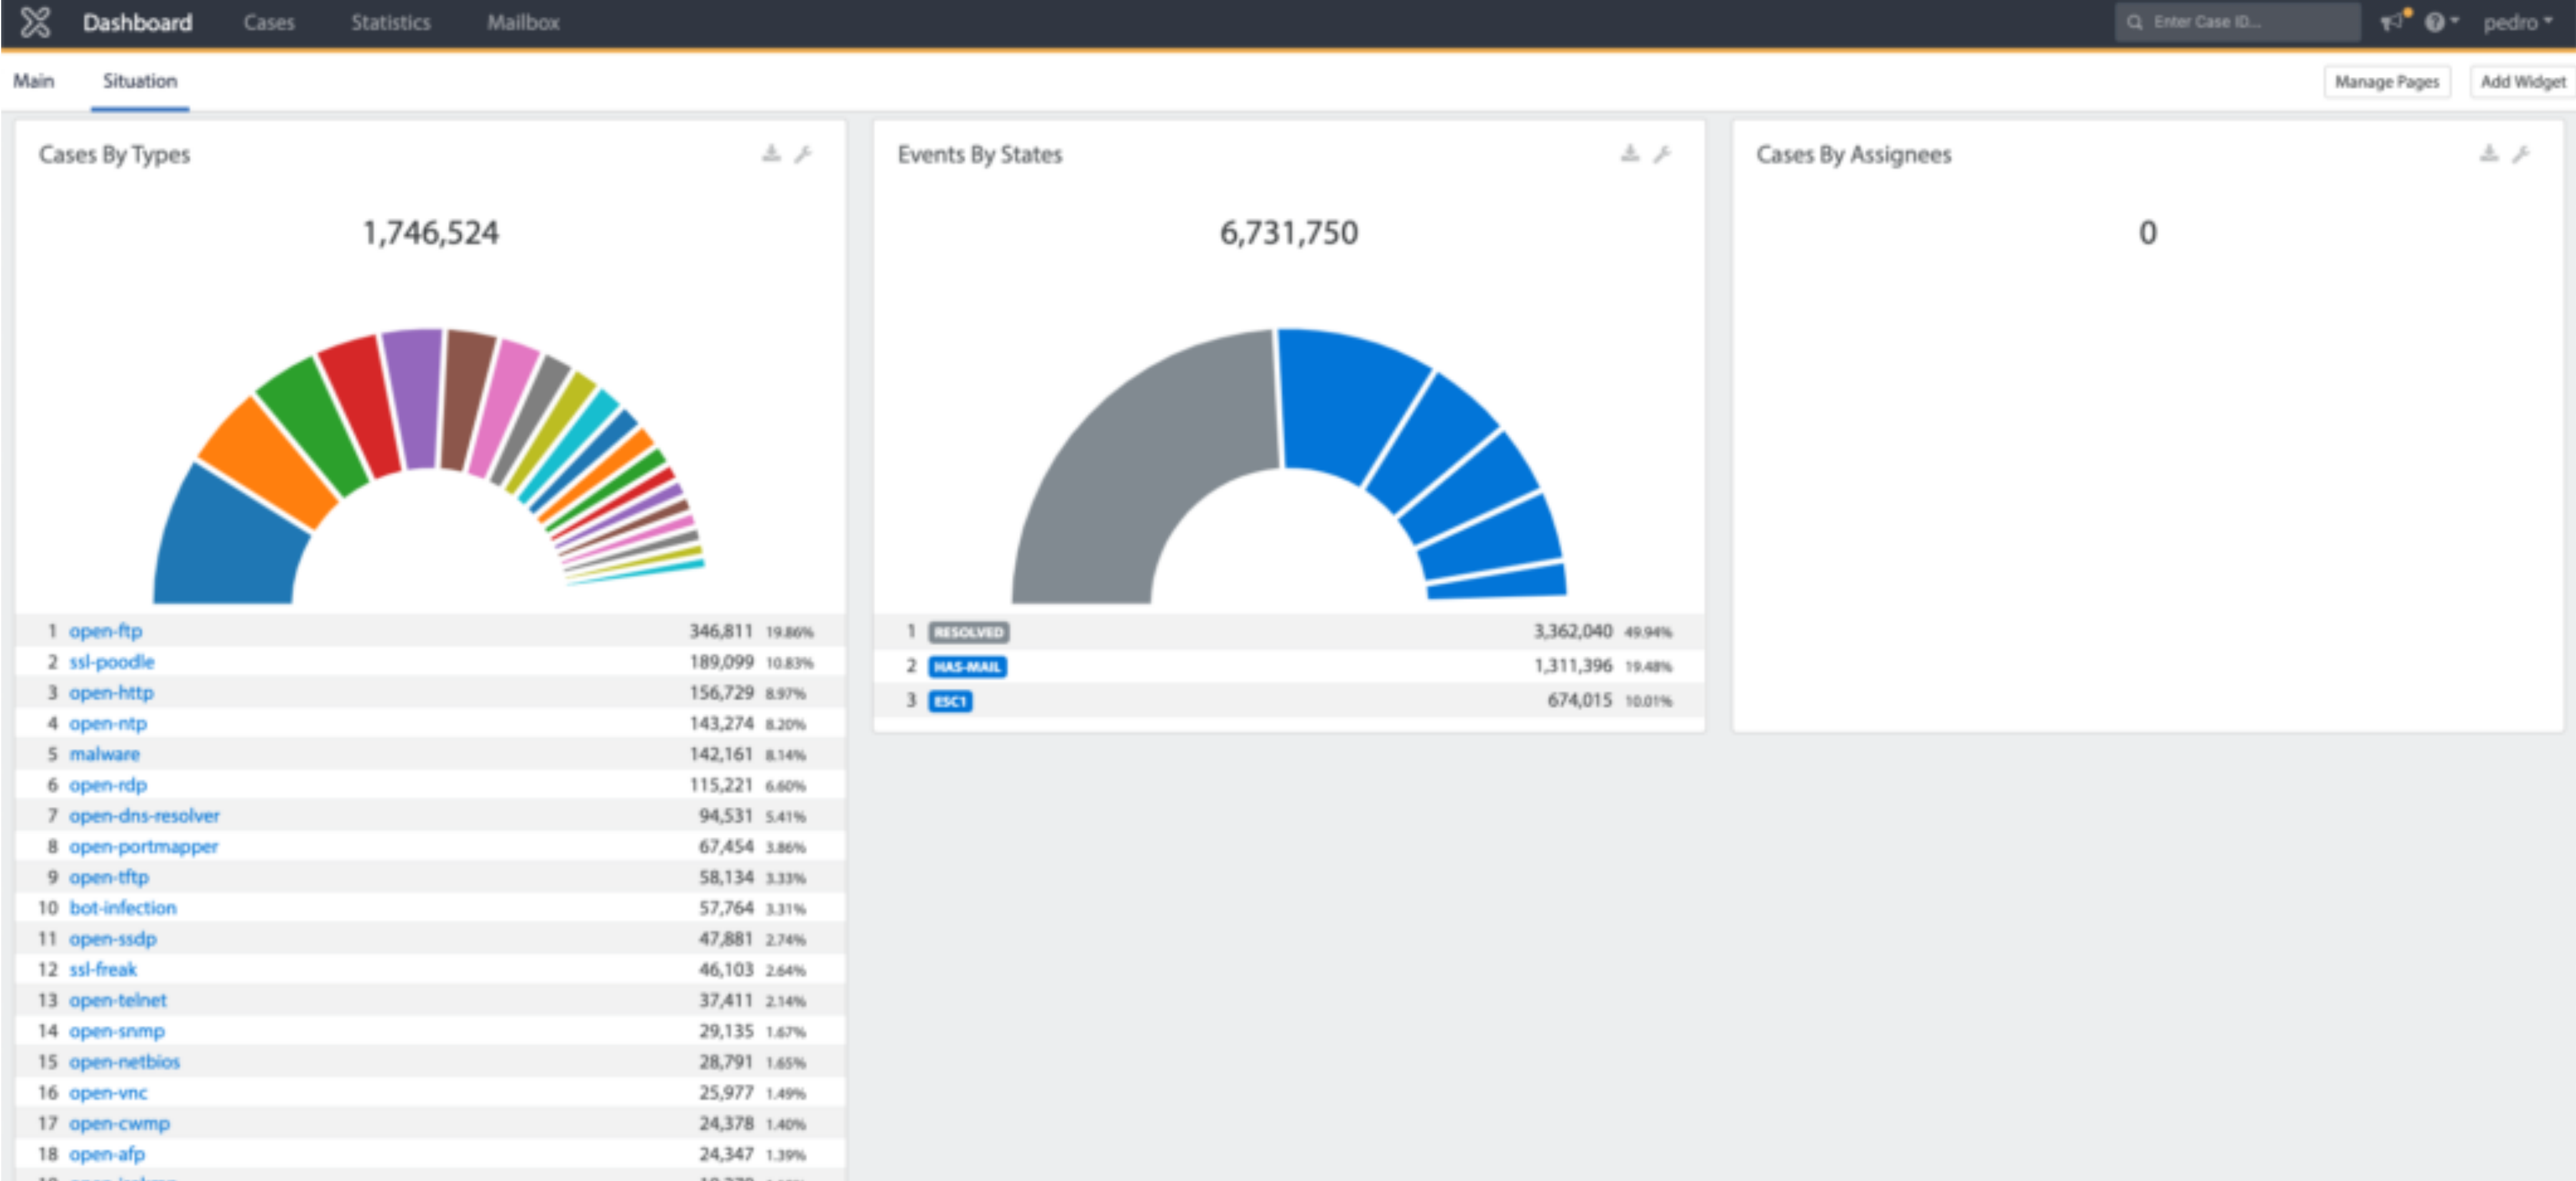 Dashboard Cases Statistics Mailbox Enter Case ID... pedro
Main Situation Manage Pages Add Widget
Cases By Types
1,746,524
1 open-ftp 346,811 19.86%
2 ssl-poodle 189,099 10.83%
3 open-http 156,729 8.97%
4 open-ntp 143,274 8.20%
5 malware 142,161 8.14%
6 open-rdp 115,221 6.60%
7 open-dns-resolver 94,531 5.41%
8 open-portmapper 67,454 3.86%
9 open-tftp 58,134 3.33%
10 bot-infection 57,764 3.31%
11 open-ssdp 47,881 2.74%
12 ssl-freak 46,103 2.64%
13 open-telnet 37,411 2.14%
14 open-snmp 29,135 1.67%
15 open-netbios 28,791 1.65%
16 open-vnc 25,977 1.49%
17 open-cwmp 24,378 1.40%
18 open-afp 24,347 1.39%
Events By States
6,731,750
1 RESOLVED 3,362,040 49.94%
2 HAS-MAIL 1,311,396 19.48%
3 ESC1 674,015 10.01%
Cases By Assignees
0